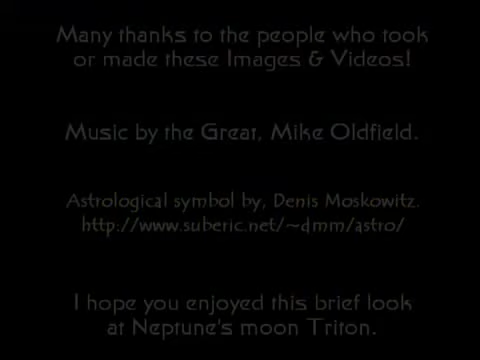 Many thanks to the people who took
or made these Images & Videos!
Music by the Great, Mike Oldfield.
Astrological symbol by, Denis Moskowitz.
http://www.suberic.net/~dmm/astro/
I hope you enjoyed this brief look
at Neptune's moon Triton.